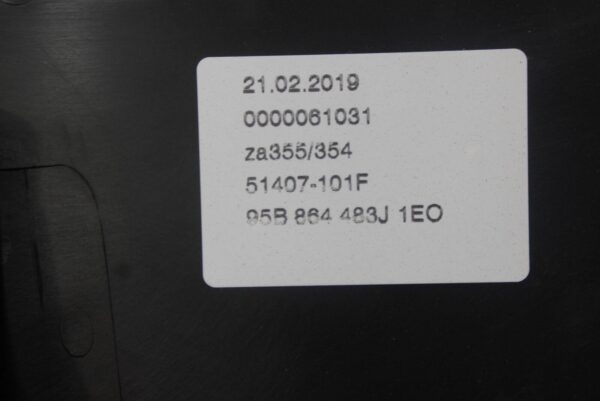 21.02.2019
0000061031
za355/354
51407-101F
95B 864 483J 1EO